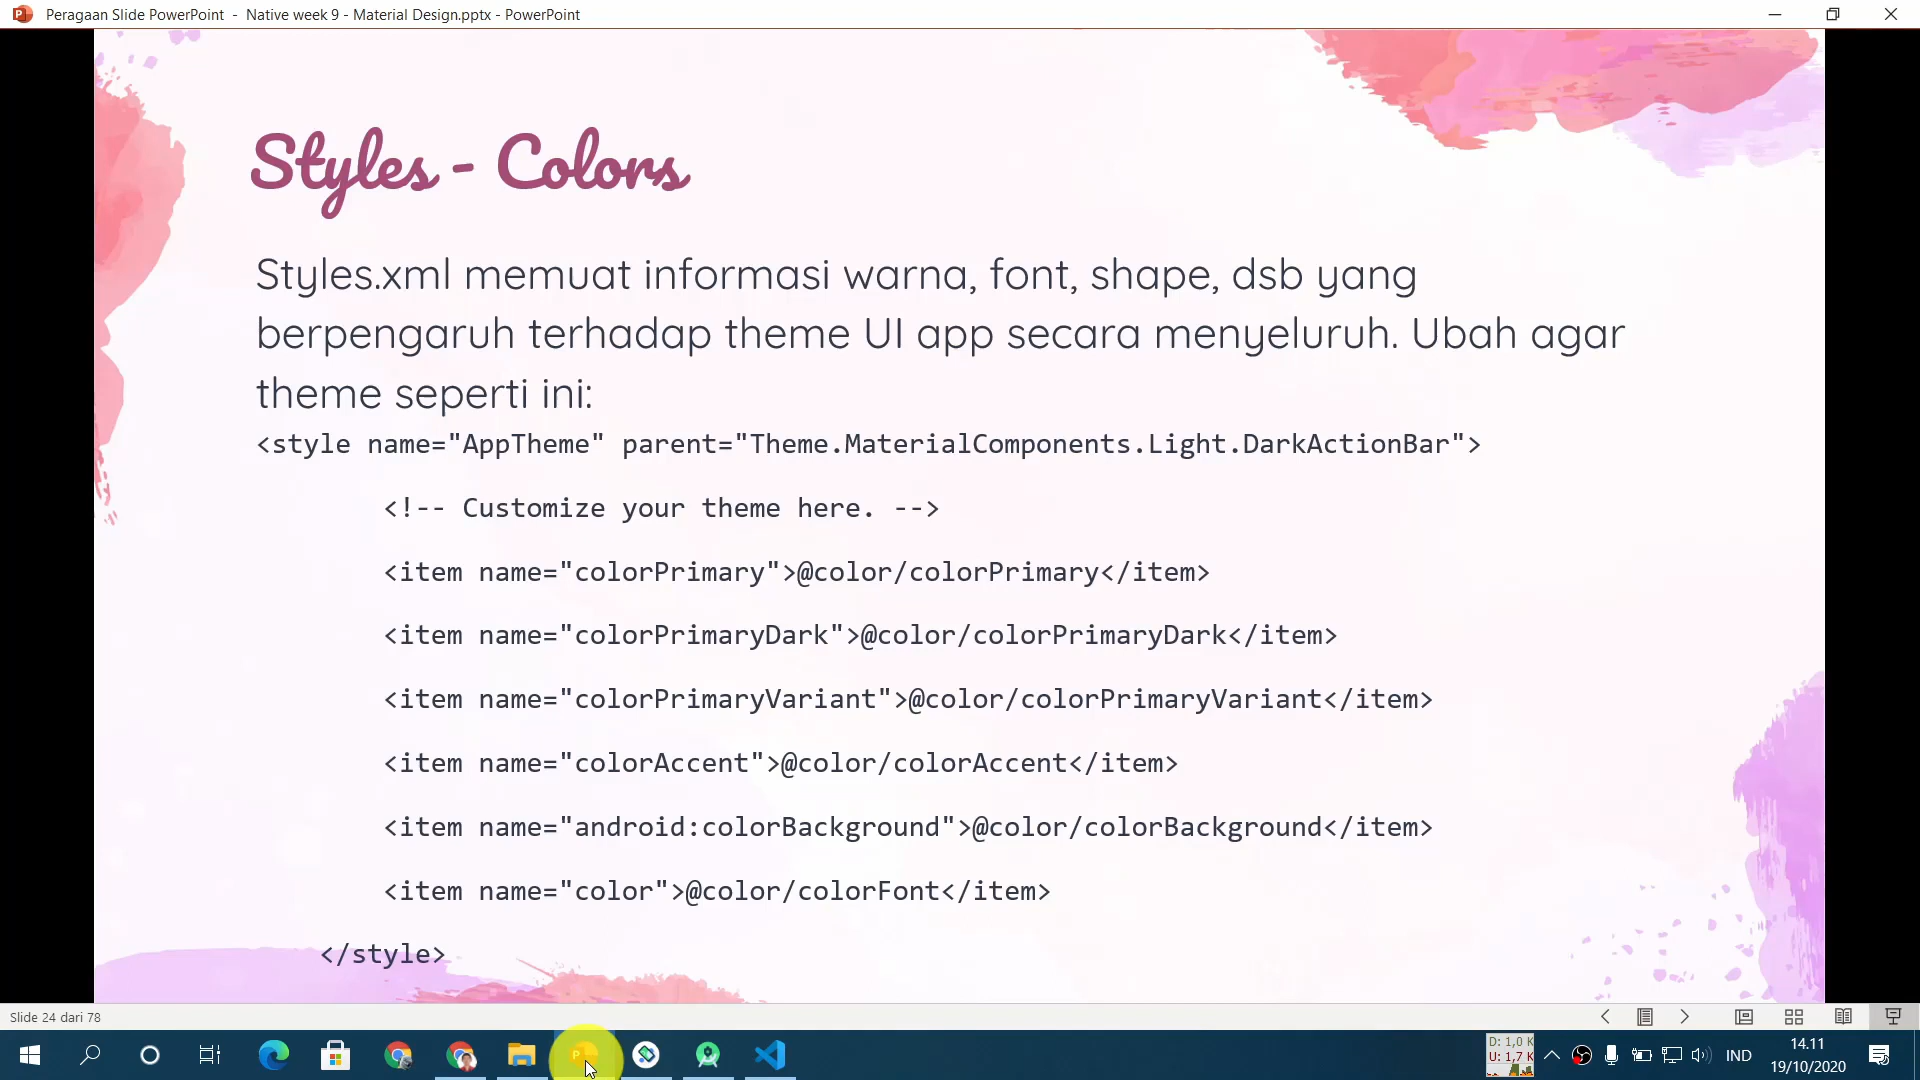 Peragaan Slide PowerPoint - Native week 9 - Material Design.pptx - PowerPoint
Styles - Colors
Styles.xml memuat informasi warna, font, shape, dsb yang
berpengaruh terhadap theme UI app secara menyeluruh. Ubah agar
theme seperti ini:
<style name="AppTheme" parent="Theme.MaterialComponents.Light.DarkActionBar">
<!-- Customize your theme here. -->
<item name="colorPrimary">@color/colorPrimary</item>
<item name="colorPrimaryDark">@color/colorPrimaryDark</item>
<item name="colorPrimaryVariant">@color/colorPrimaryVariant</item>
<item name="colorAccent">@color/colorAccent</item>
<item name="android:colorBackground">@color/colorBackground</item>
<item name="color">@color/colorFont</item>
</style>
Slide 24 dari 78
D: 1,0 K
U: 1,7 K
IND
14.11
19/10/2020